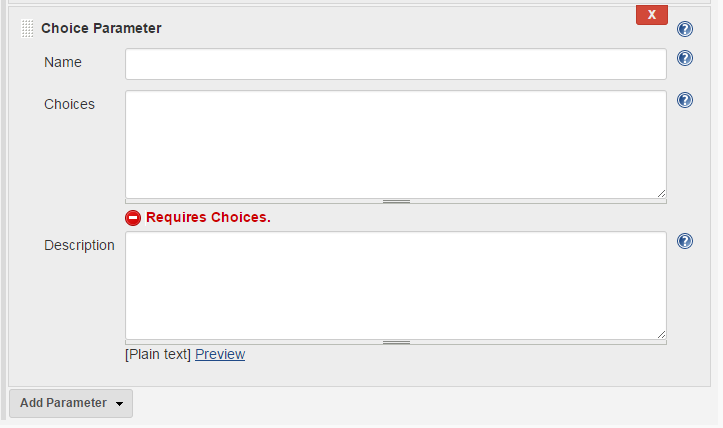 X
Choice Parameter
Name
Choices
Requires Choices.
Description
[Plain text] Preview
Add Parameter